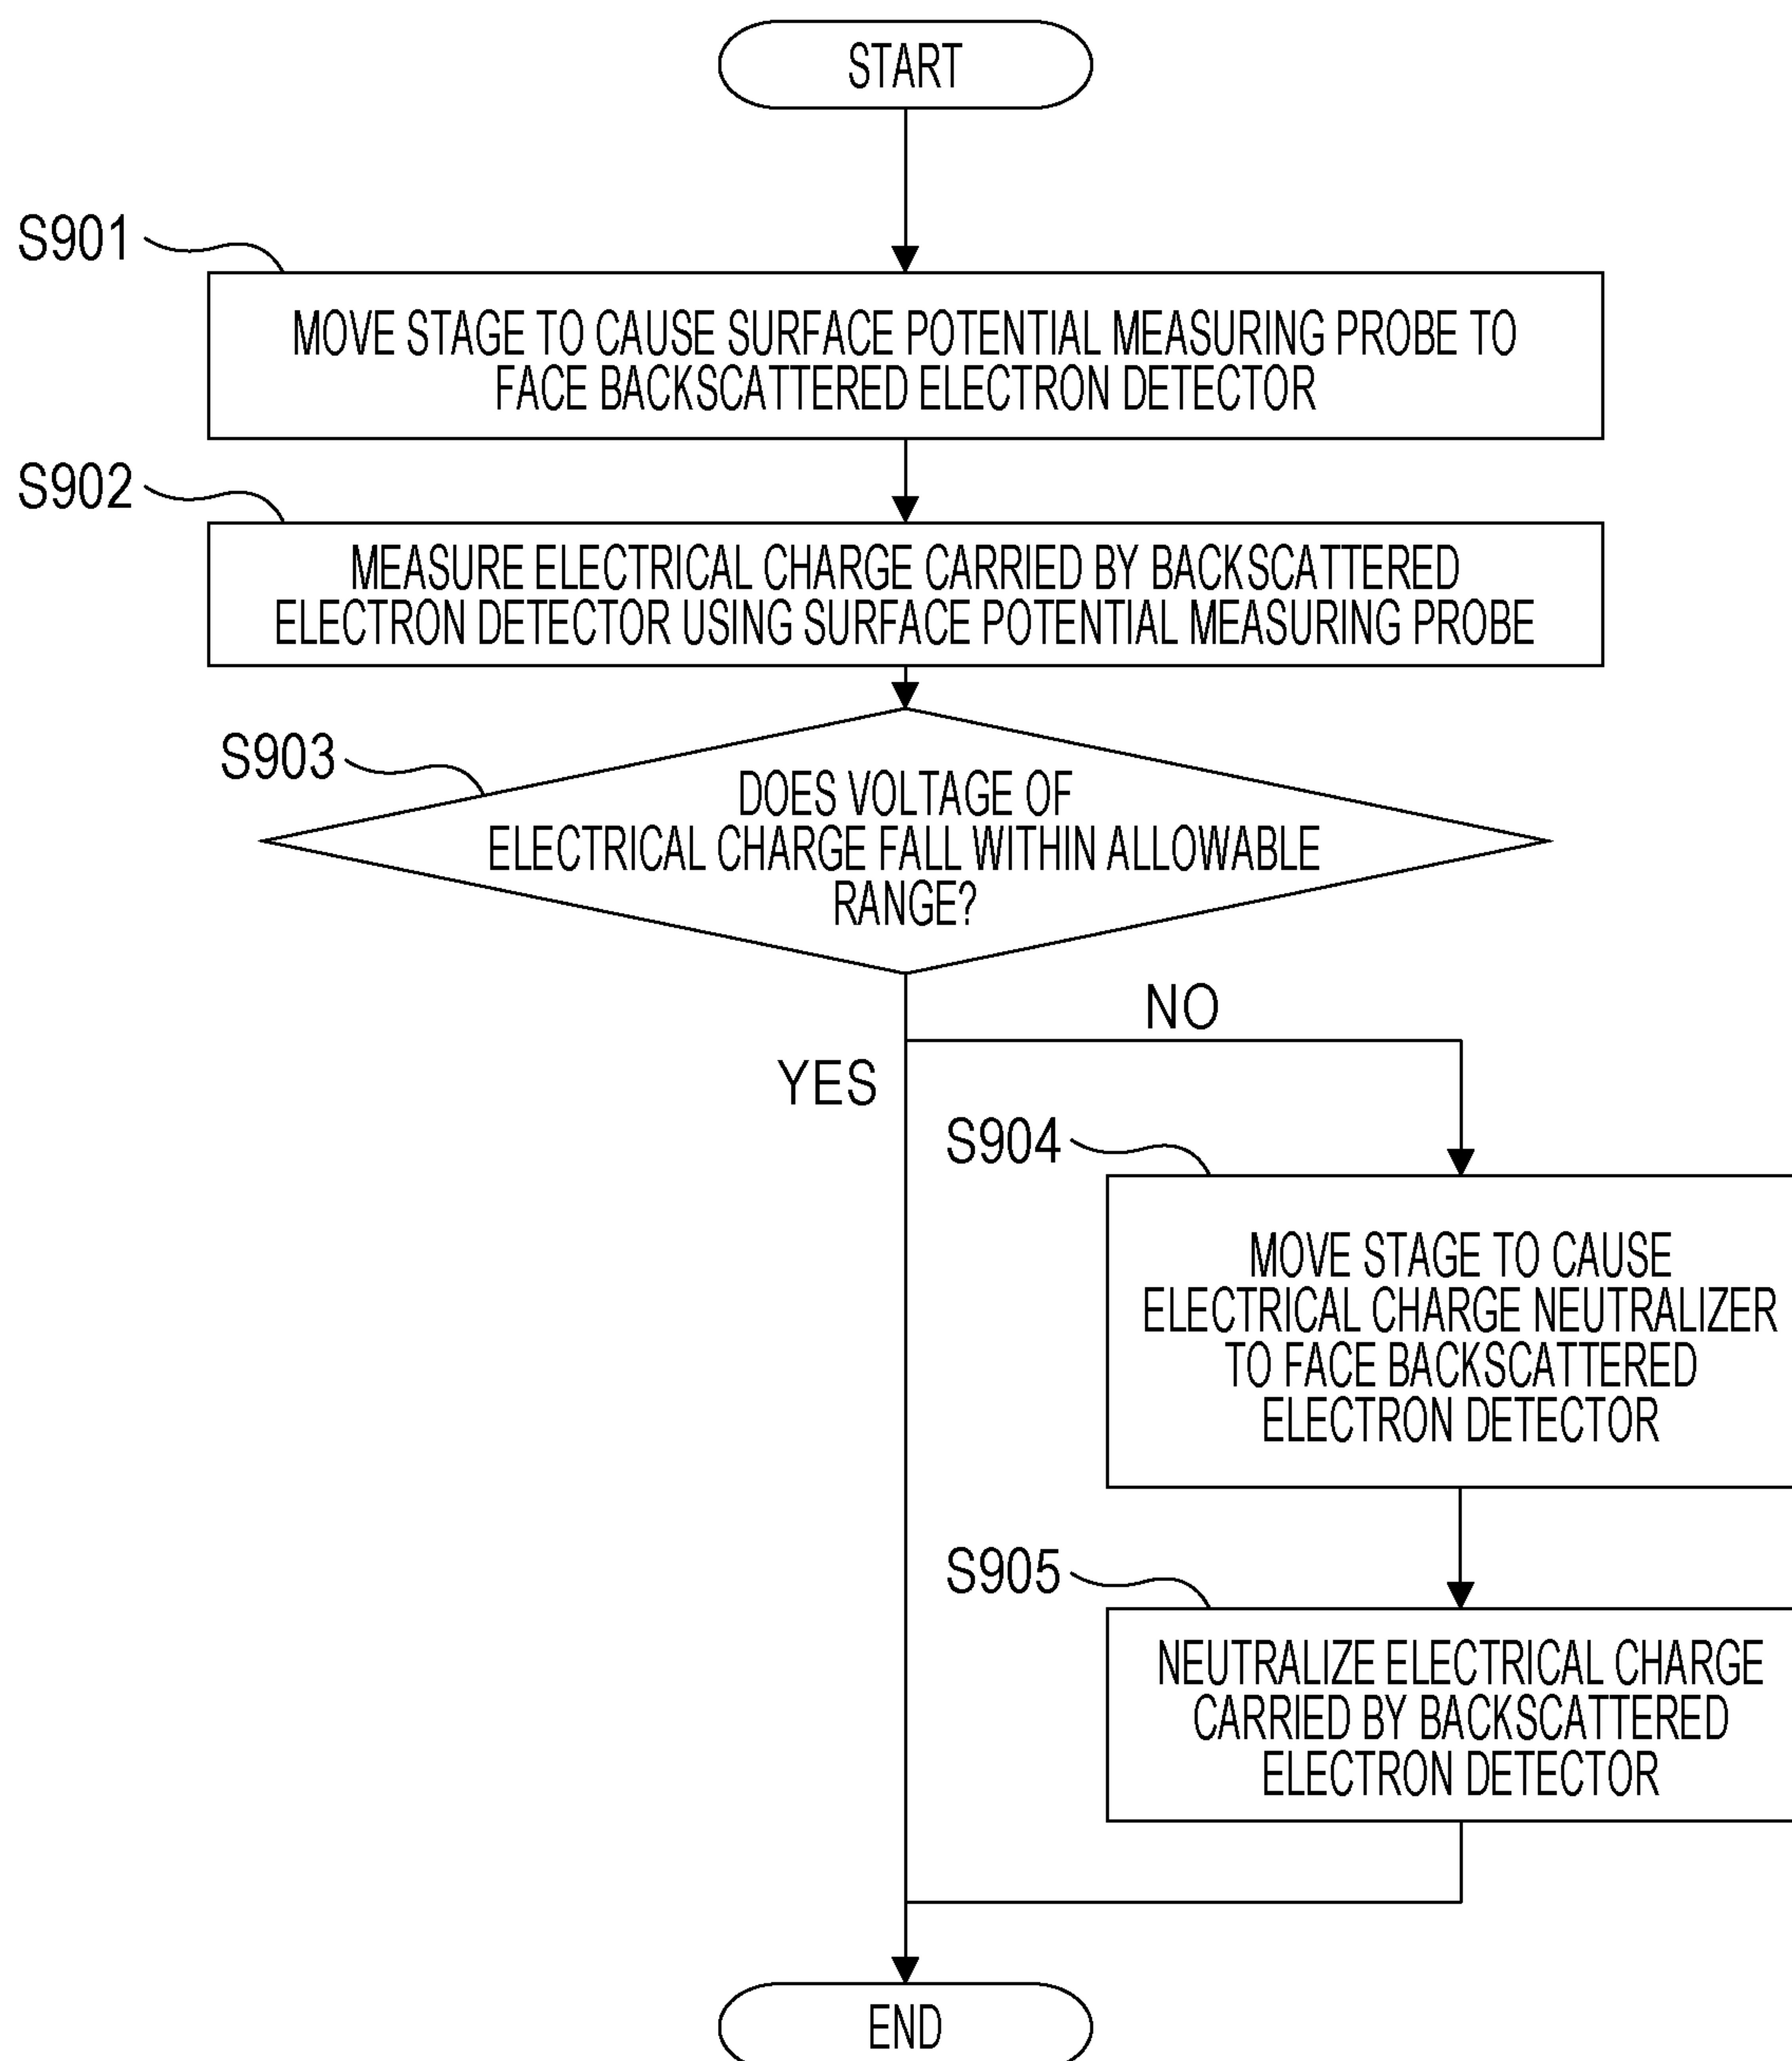 START
S901
MOVE STAGE TO CAUSE SURFACE POTENTIAL MEASURING PROBE TO
FACE BACKSCATTERED ELECTRON DETECTOR
S902
MEASURE ELECTRICAL CHARGE CARRIED BY BACKSCATTERED
ELECTRON DETECTOR USING SURFACE POTENTIAL MEASURING PROBE
S903
DOES VOLTAGE OF
ELECTRICAL CHARGE FALL WITHIN ALLOWABLE
RANGE?
NO
YES
S904
MOVE STAGE TO CAUSE
ELECTRICAL CHARGE NEUTRALIZER
TO FACE BACKSCATTERED
ELECTRON DETECTOR
S905
NEUTRALIZE ELECTRICAL CHARGE
CARRIED BY BACKSCATTERED
ELECTRON DETECTOR
END